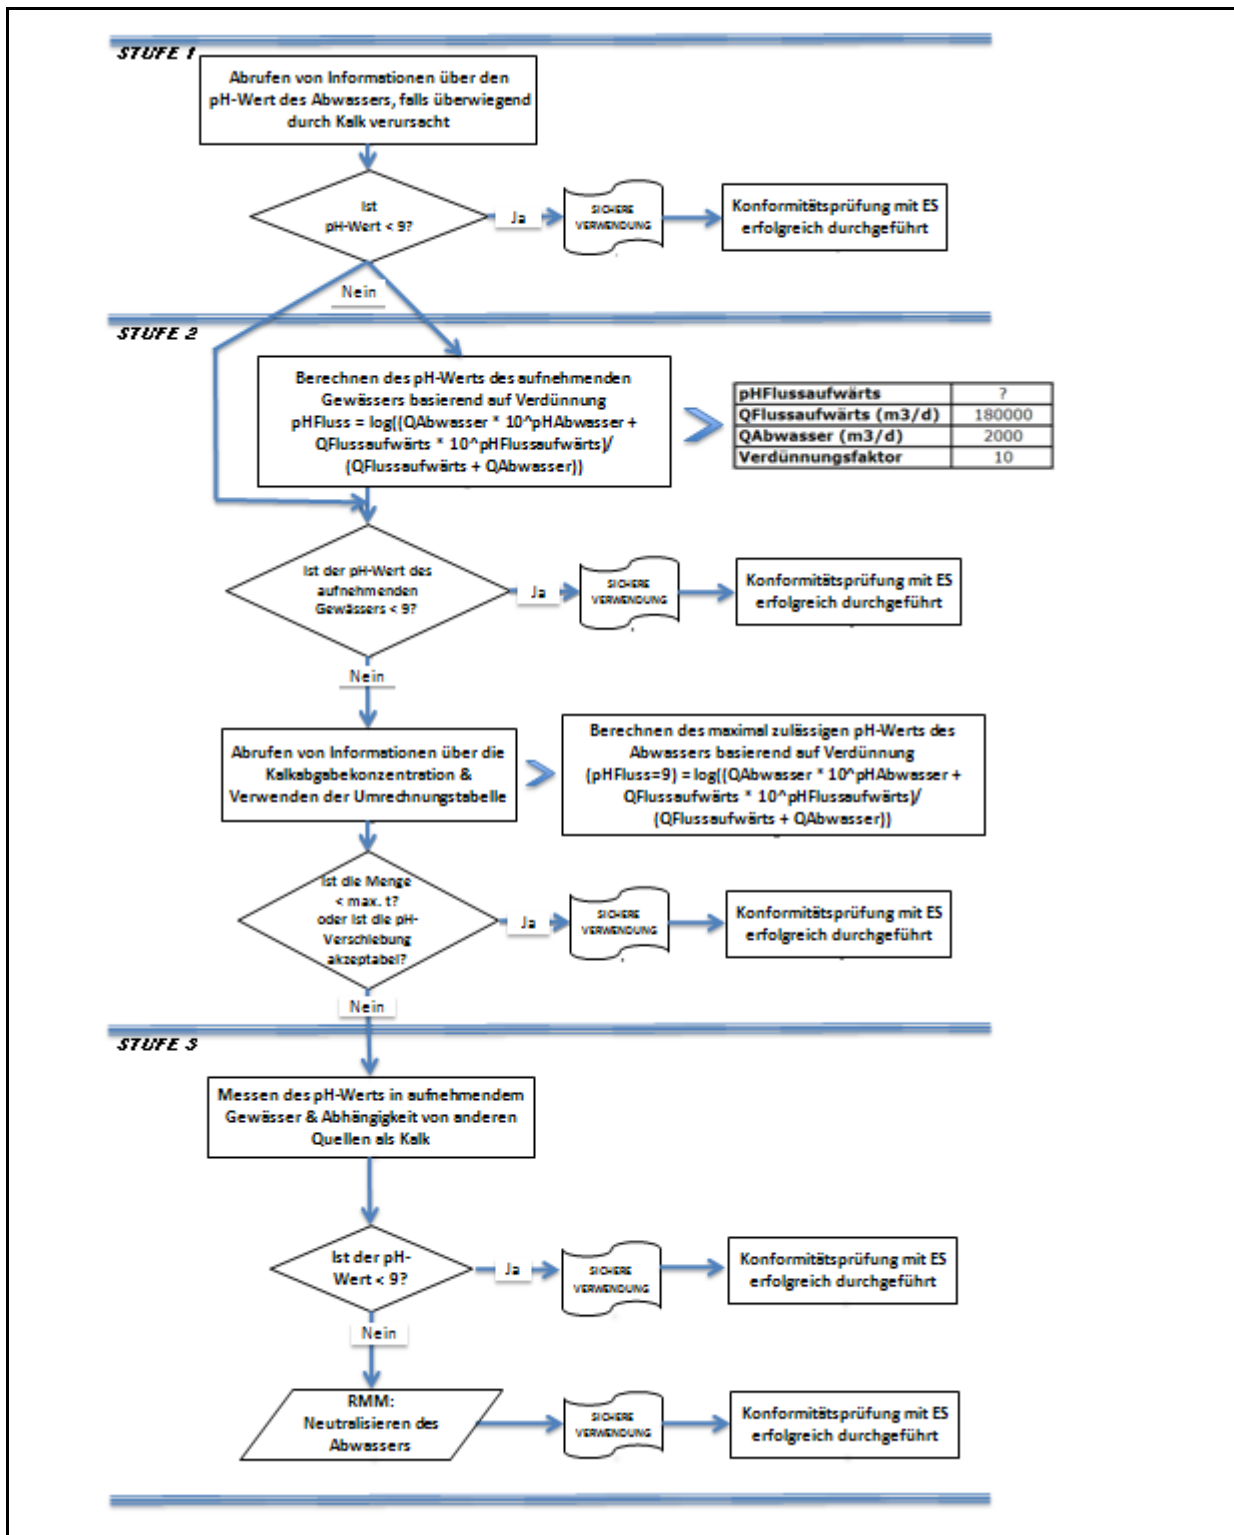 STUFE 1
Abrufen von Informationen über den
pH-Wert des Abwassers, falls überwiegend
durch Kalk verursacht
Ist
pH-Wert < 9?
Ja
SICHERE
VERWENDUNG
Konformitätsprüfung mit ES
erfolgreich durchgeführt
Nein
STUFE 2
Berechnen des pH-Werts des aufnehmenden
Gewässers basierend auf Verdünnung
pHFluss = log((QAbwasser * 10^pHAbwasser +
QFlussaufwärts * 10^pHFlussaufwärts)/
(QFlussaufwärts + QAbwasser))
pHFlussaufwärts ?
QFlussaufwärts (m3/d) 180000
QAbwasser (m3/d) 2000
Verdünnungsfaktor 10
Ist der pH-Wert des
aufnehmenden
Gewässers < 9?
Ja
SICHERE
VERWENDUNG
Konformitätsprüfung mit ES
erfolgreich durchgeführt
Nein
Abrufen von Informationen über die
Kalkabgabekonzentration &
Verwenden der Umrechnungstabelle
Berechnen des maximal zulässigen pH-Werts des
Abwassers basierend auf Verdünnung
(pHFluss=9) = log((QAbwasser * 10^pHAbwasser +
QFlussaufwärts * 10^pHFlussaufwärts)/
(QFlussaufwärts + QAbwasser))
Ist die Menge
< max. t?
oder ist die pH-
Verschiebung
akzeptabel?
Ja
SICHERE
VERWENDUNG
Konformitätsprüfung mit ES
erfolgreich durchgeführt
Nein
STUFE 3
Messen des pH-Werts in aufnehmendem
Gewässer & Abhängigkeit von anderen
Quellen als Kalk
Ist der pH-
Wert < 9?
Ja
SICHERE
VERWENDUNG
Konformitätsprüfung mit ES
erfolgreich durchgeführt
Nein
RMM:
Neutralisieren des
Abwassers
SICHERE
VERWENDUNG
Konformitätsprüfung mit ES
erfolgreich durchgeführt